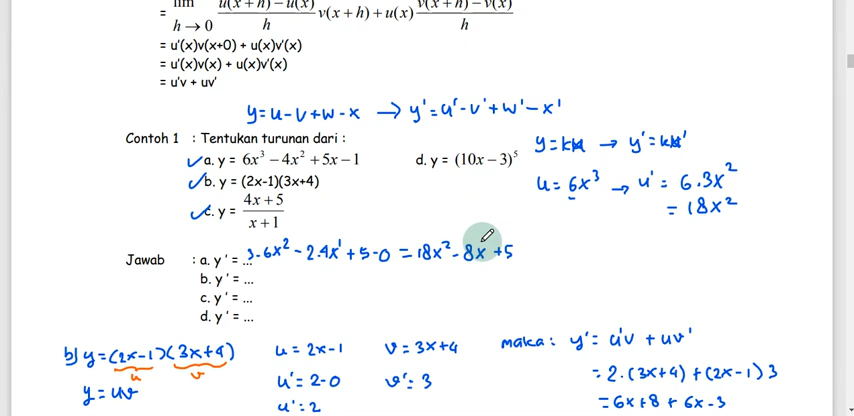 = lim h → 0 u(x+h) – u(x) / h v(x+h) + u(x) v(x+h) – v(x) / h
= u'(x)v(x+0) + u(x)v'(x)
= u'(x)v(x) + u(x)v'(x)
= u'v + uv'
y = u - v + w - x → y' = u' - v' + w' - x'
Contoh 1 : Tentukan turunan dari :
a. y = 6x³ – 4x² + 5x – 1 d. y = (10x – 3)⁵
b. y = (2x-1)(3x+4)
c. y = 4x + 5 / x + 1
y = ku → y' = ku'
u = 6x³ → u' = 6.3x²
= 18x²
Jawab : a. y' = ... 3.6x² - 2.4x¹ + 5 - 0 = 18x² - 8x + 5
b. y' = ...
c. y' = ...
d. y' = ...
b) y = (2x-1)(3x+4)
u v
y = uv
u = 2x-1
u' = 2-0
u' = 2
v = 3x+4
v' = 3
maka : y' = u'v + uv'
= 2.(3x+4) + (2x-1)3
= 6x+8 + 6x-3